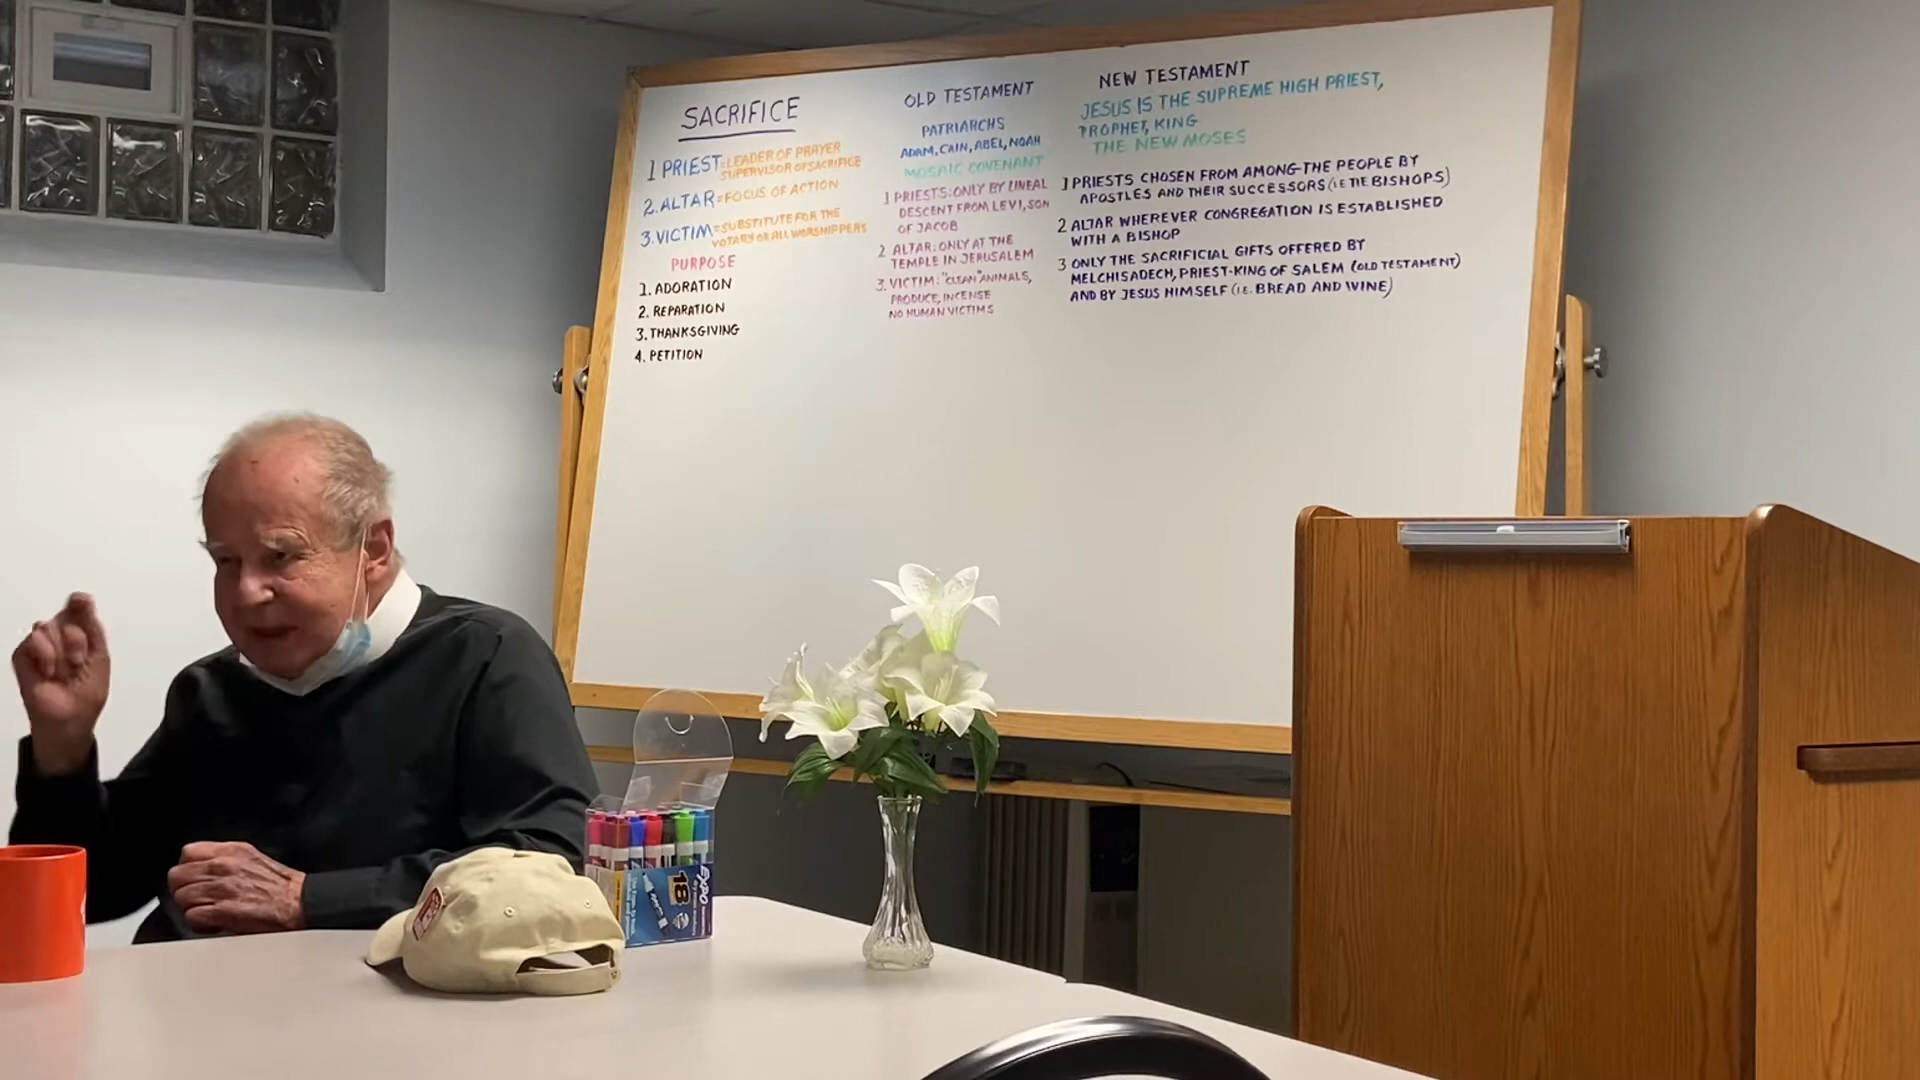 SACRIFICE
1 PRIEST=LEADER OF PRAYER
SUPERVISOR OF SACRIFICE
2. ALTAR=FOCUS OF ACTION
3. VICTIM=SUBSTITUTE FOR THE
VOTARY OR ALL WORSHIPPERS
PURPOSE
1. ADORATION
2. REPARATION
3. THANKSGIVING
4. PETITION
OLD TESTAMENT
PATRIARCHS
ADAM, CAIN, ABEL, NOAH
MOSAIC COVENANT
1 PRIESTS: ONLY BY LINEAL
DESCENT FROM LEVI, SON
OF JACOB
2 ALTAR: ONLY AT THE
TEMPLE IN JERUSALEM
3. VICTIM: "CLEAN" ANIMALS,
PRODUCE, INCENSE
NO HUMAN VICTIMS
NEW TESTAMENT
JESUS IS THE SUPREME HIGH PRIEST,
PROPHET, KING
THE NEW MOSES
1 PRIESTS CHOSEN FROM AMONG THE PEOPLE BY
APOSTLES AND THEIR SUCCESSORS (IE THE BISHOPS)
2 ALTAR WHEREVER CONGREGATION IS ESTABLISHED
WITH A BISHOP
3 ONLY THE SACRIFICIAL GIFTS OFFERED BY
MELCHISADECH, PRIEST-KING OF SALEM (OLD TESTAMENT)
AND BY JESUS HIMSELF (I.E. BREAD AND WINE)
EXPO
18